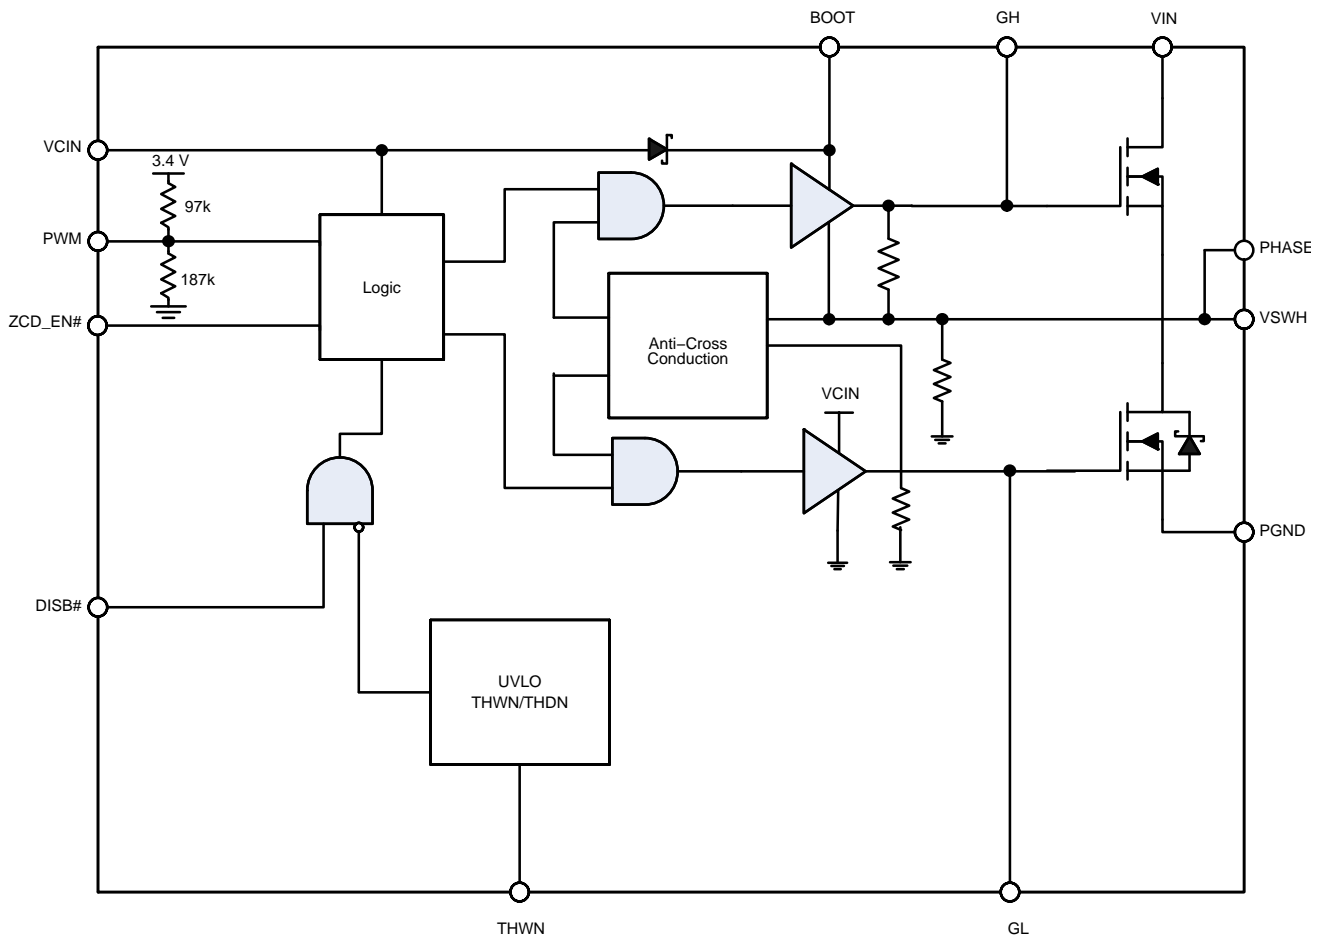 BOOT
GH
VIN
VCIN
3.4 V
97k
PWM
187k
ZCD_EN#
Logic
Anti−Cross
Conduction
PHASE
VSWH
VCIN
PGND
DISB#
UVLO
THWN/THDN
THWN
GL